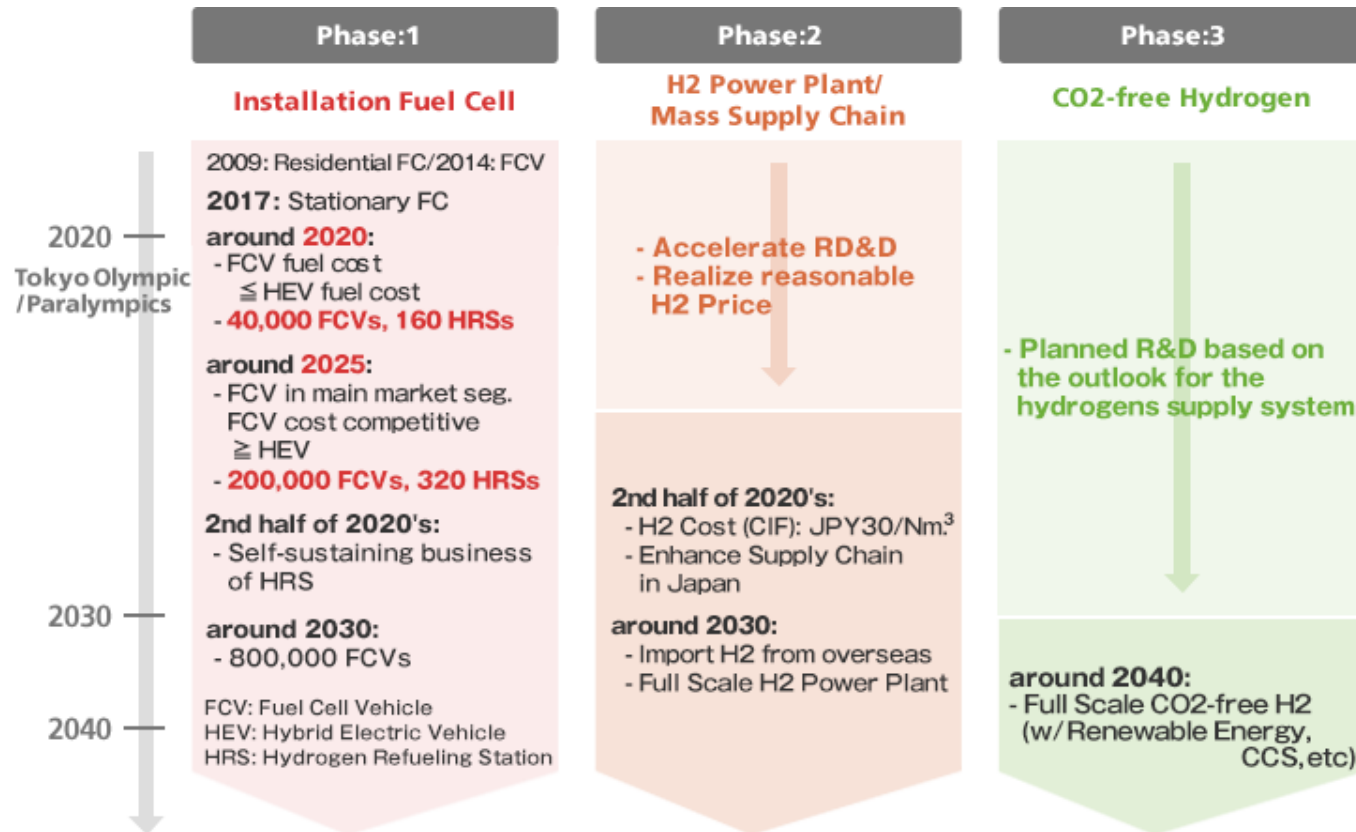 Phase:1
Installation Fuel Cell
2009: Residential FC/2014: FCV
2017: Stationary FC
around 2020:
- FCV fuel cost
≦ HEV fuel cost
- 40,000 FCVs, 160 HRSs
around 2025:
- FCV in main market seg.
FCV cost competitive
≧ HEV
- 200,000 FCVs, 320 HRSs
2nd half of 2020's:
- Self-sustaining business
of HRS
around 2030:
- 800,000 FCVs
FCV: Fuel Cell Vehicle
HEV: Hybrid Electric Vehicle
HRS: Hydrogen Refueling Station
Phase:2
H2 Power Plant/
Mass Supply Chain
- Accelerate RD&D
- Realize reasonable
H2 Price
2nd half of 2020's:
- H2 Cost (CIF): JPY30/Nm.³
- Enhance Supply Chain
in Japan
around 2030:
- Import H2 from overseas
- Full Scale H2 Power Plant
Phase:3
CO2-free Hydrogen
- Planned R&D based on
the outlook for the
hydrogens supply system
around 2040:
- Full Scale CO2-free H2
(w/ Renewable Energy,
CCS, etc)
2020
Tokyo Olympic
/Paralympics
2030
2040